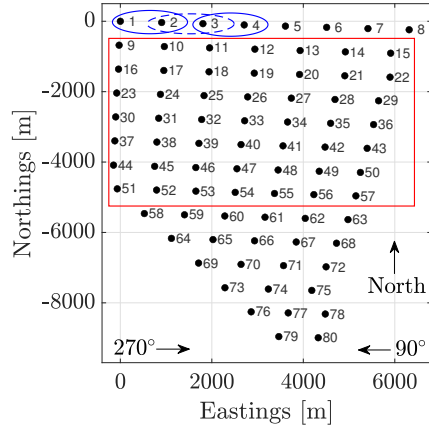 0
1 2 3 4 5 6 7 8
9 10 11 12 13 14 15
16 17 18 19 20 21 22
-2000
23 24 25 26 27 28 29
30 31 32 33 34 35 36
37 38 39 40 41 42 43
-4000
44 45 46 47 48 49 50
51 52 53 54 55 56 57
58 59 60 61 62 63
-6000
64 65 66 67 68
69 70 71 72
73 74 75
North
-8000
76 77 78
79 80
270° 90°
0 2000 4000 6000
Eastings [m]
Northings [m]